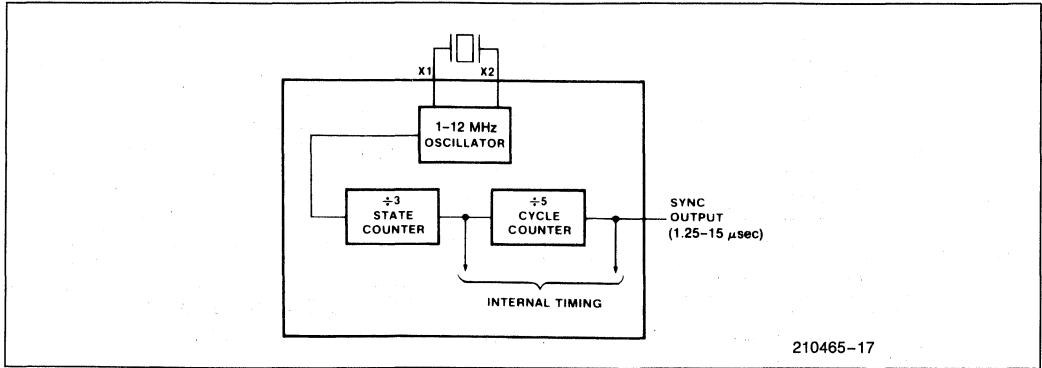 X1
X2
1–12 MHz
OSCILLATOR
÷3
STATE
COUNTER
÷5
CYCLE
COUNTER
SYNC
OUTPUT
(1.25–15 μsec)
INTERNAL TIMING
210465–17